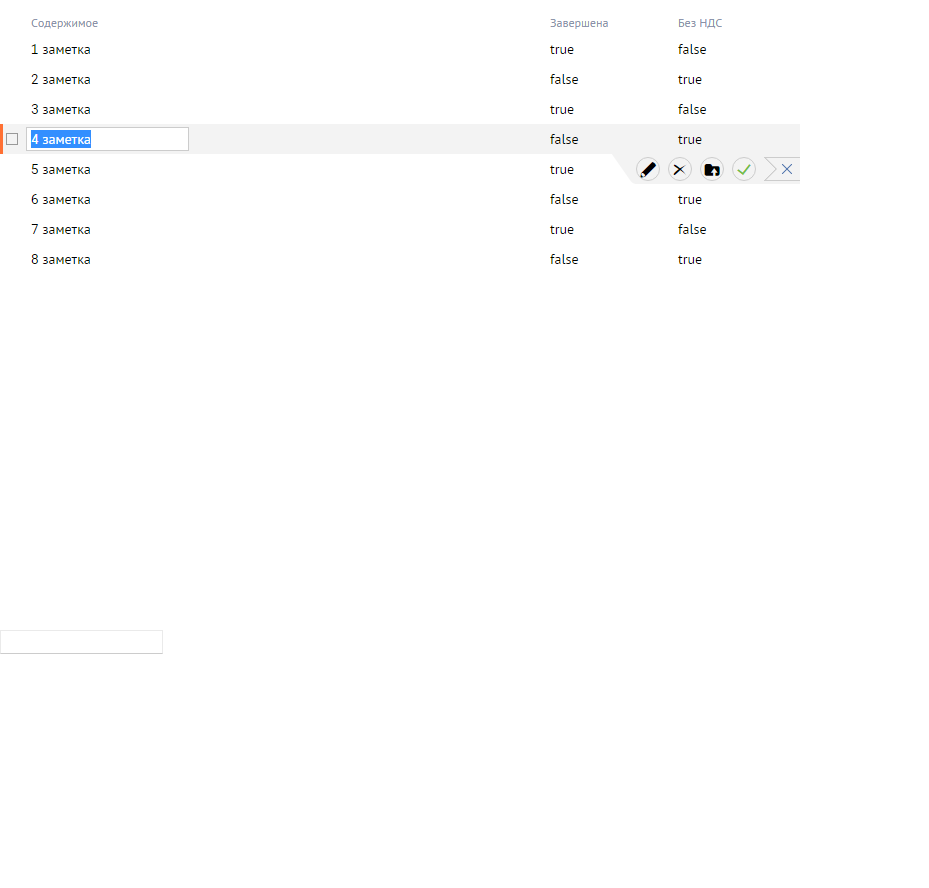 Содержимое Завершена Без НДС
1 заметка true false
2 заметка false true
3 заметка true false
4 заметка false true
5 заметка true
6 заметка false true
7 заметка true false
8 заметка false true